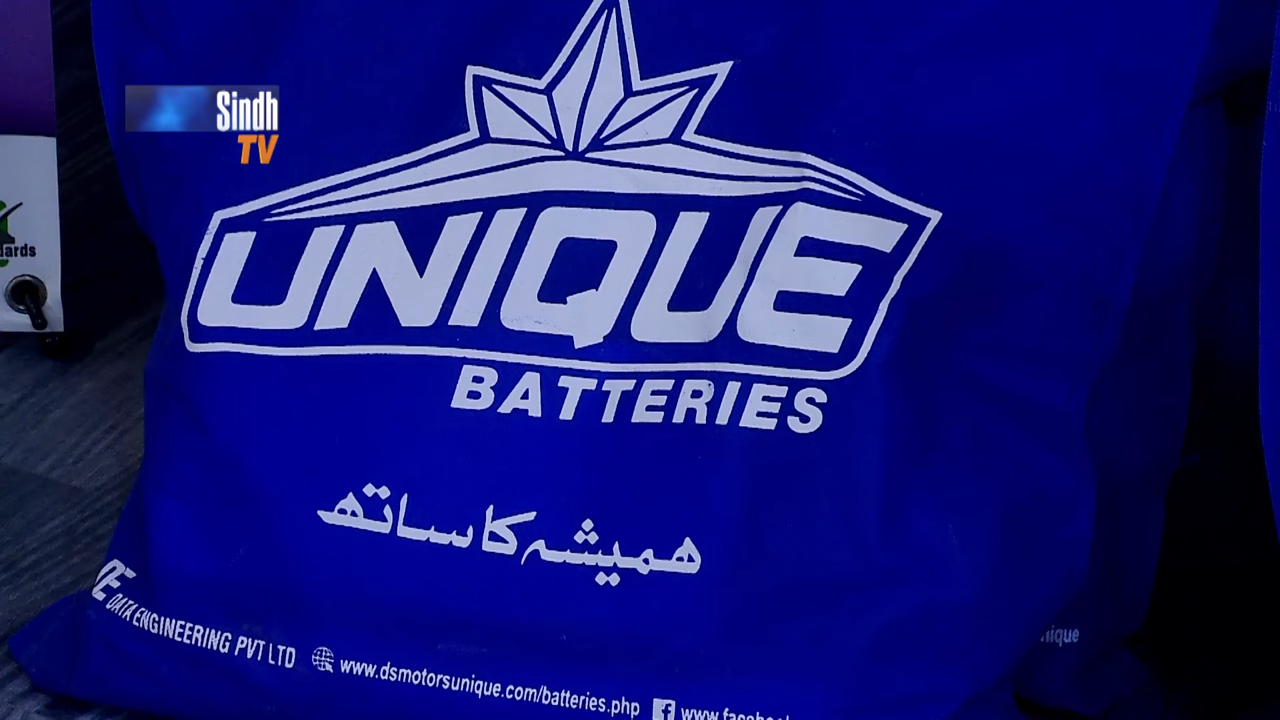 Sindh
TV
UNIQUE
BATTERIES
ہمیشہ کا ساتھ
DATA ENGINEERING PVT LTD
www.dsmotorsunique.com/batteries.php